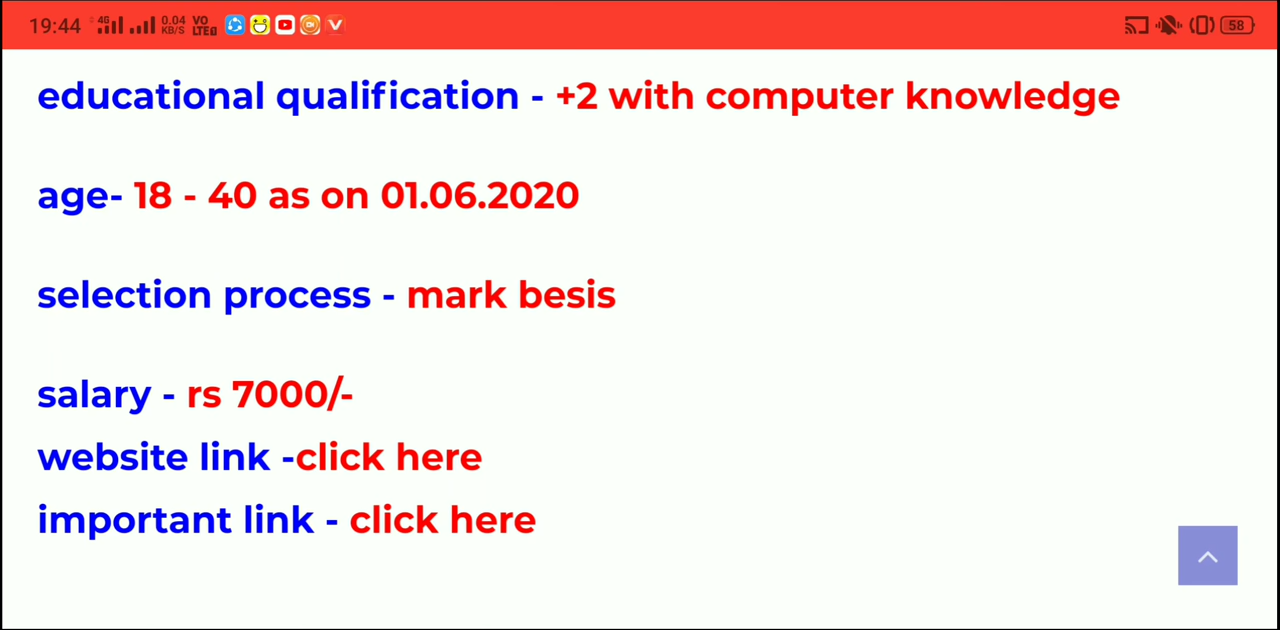 19:44 4G 0.04 KB/S VO LTE 58
educational qualification - +2 with computer knowledge
age- 18 - 40 as on 01.06.2020
selection process - mark besis
salary - rs 7000/-
website link -click here
important link - click here